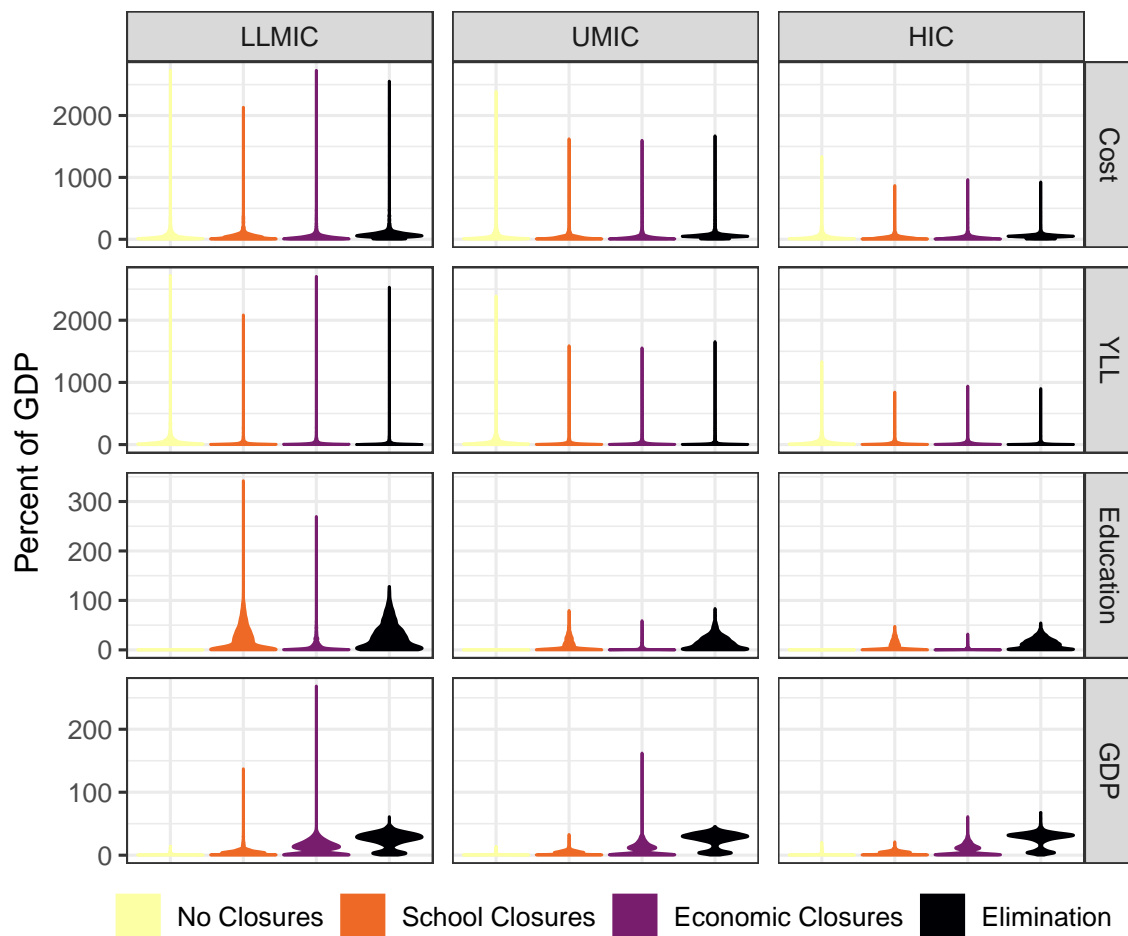 LLMIC UMIC HIC
2000
1000
0
Cost
2000
1000
0
YLL
300
200
100
0
Education
200
100
0
GDP
Percent of GDP
No Closures School Closures Economic Closures Elimination